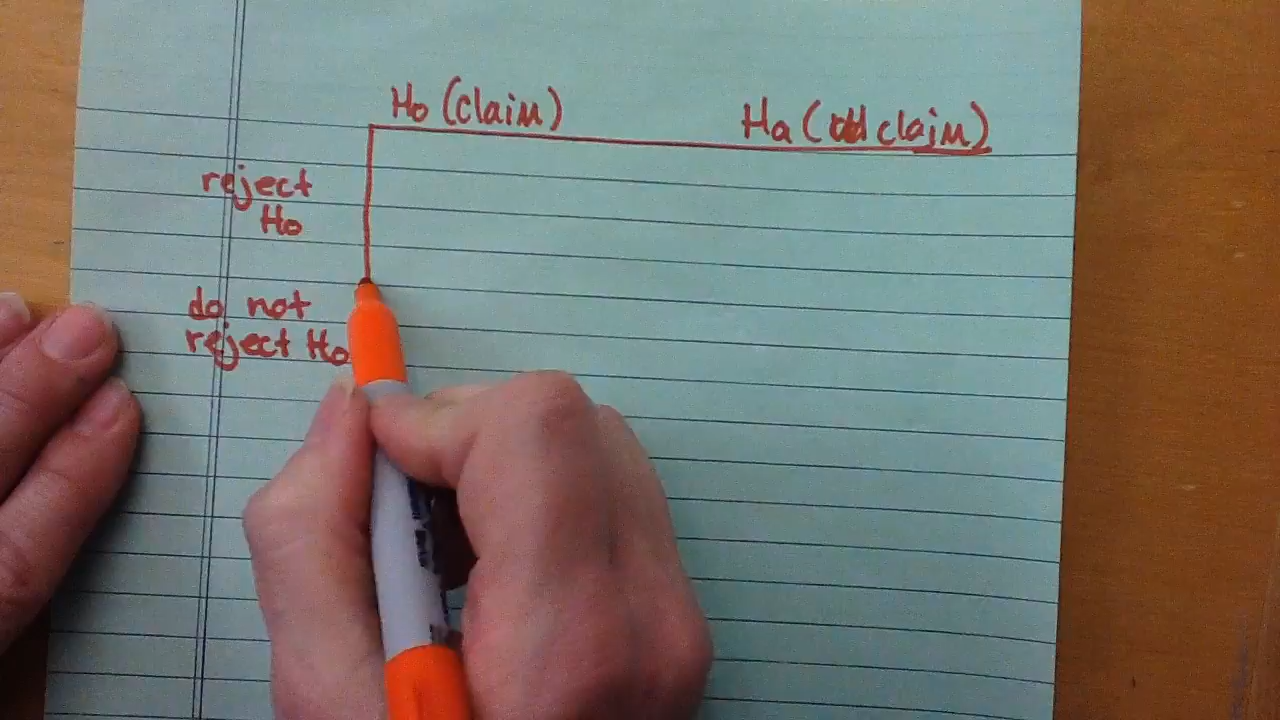 Ho (claim)
Ha (claim)
reject
Ho
do not
reject Ho